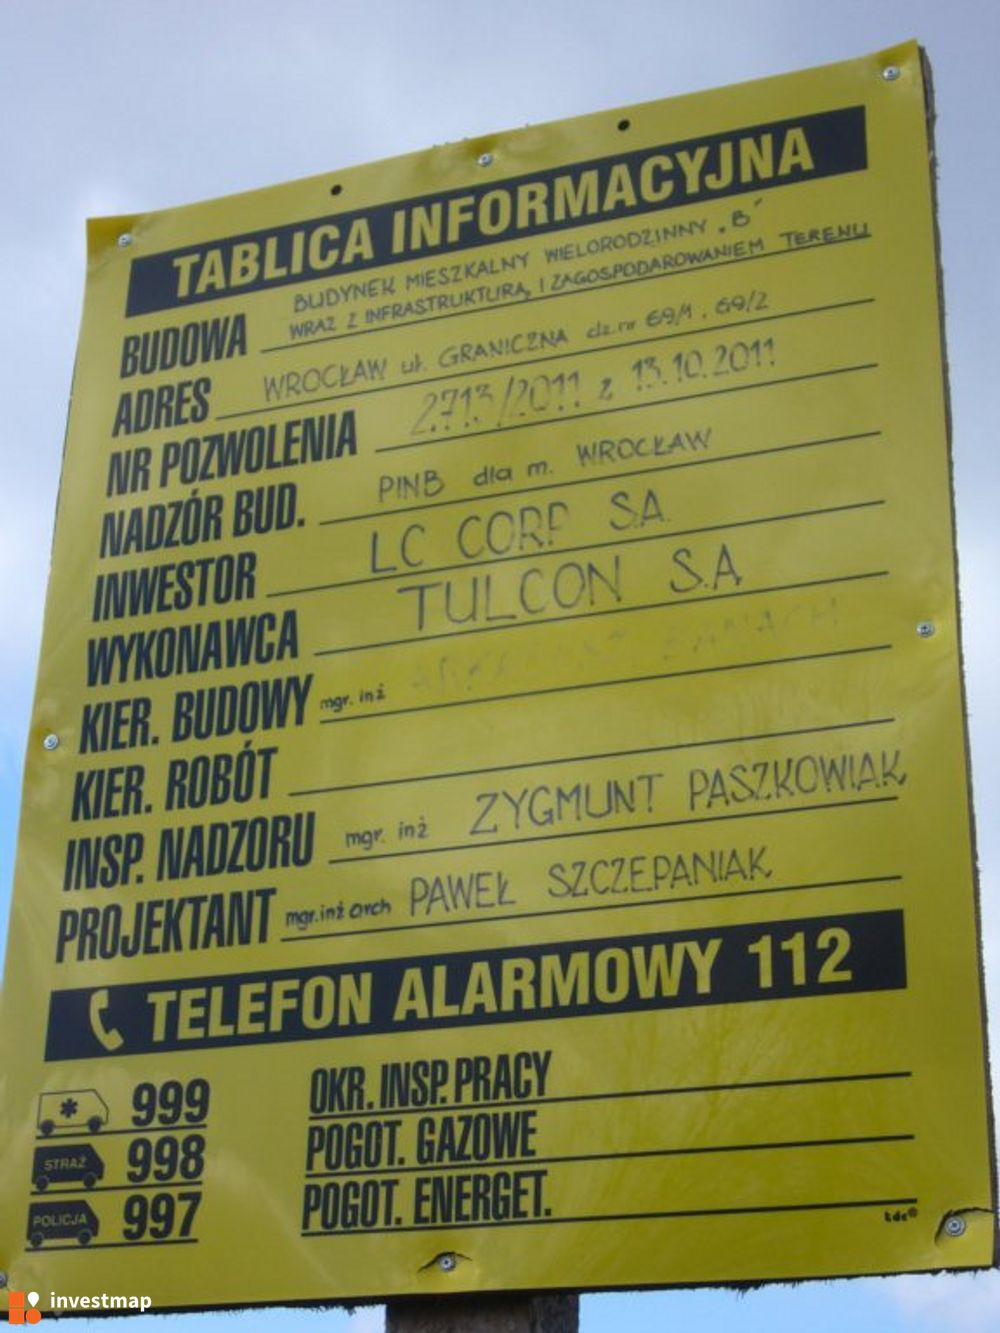 TABLICA INFORMACYJNA
BUDOWA BUDYNEK MIESZKALNY WIELORODZINNY „B”
WRAZ Z INFRASTRUKTURĄ, I ZAGOSPODAROWANIEM TERENU
ADRES WROCŁAW ul. GRANICZNA dz.nr 69/1, 69/2
NR POZWOLENIA 2713/2011 z 13.10.2011
NADZÓR BUD. PINB dla m. WROCŁAW
INWESTOR LC CORP S.A.
WYKONAWCA TULCON S.A.
KIER. BUDOWY mgr. inż
KIER. ROBÓT
INSP. NADZORU mgr. inż ZYGMUNT PASZKOWIAK
PROJEKTANT mgr.inż arch PAWEŁ SZCZEPANIAK
TELEFON ALARMOWY 112
999 OKR. INSP. PRACY
STRAŻ 998 POGOT. GAZOWE
POLICJA 997 POGOT. ENERGET.
tdc®
investmap